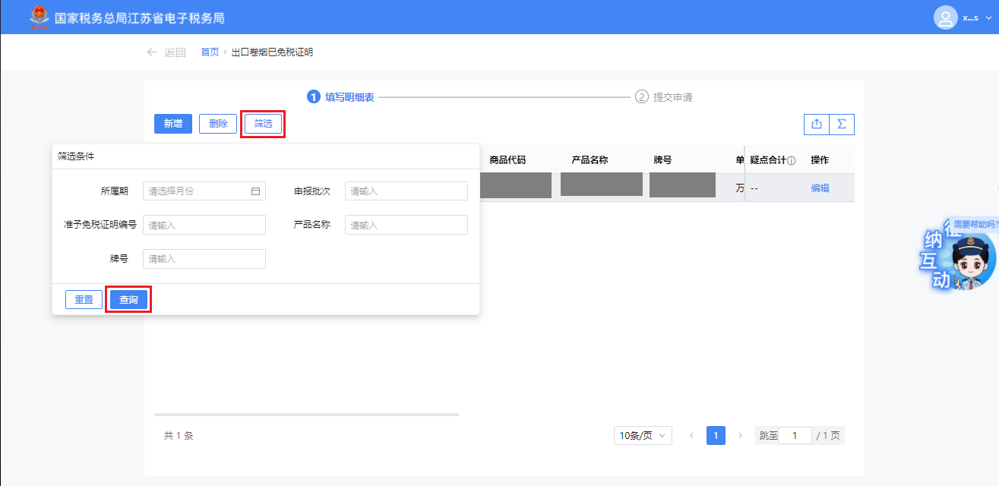 国家税务总局江苏省电子税务局
x...s
返回 首页 › 出口卷烟已免税证明
1 填写明细表
2 提交申请
新增 删除 筛选
筛选条件
商品代码 产品名称 牌号 单 疑点合计 操作
万 -- 编辑
所属期 请选择月份 申报批次 请输入
准予免税证明编号 请输入 产品名称 请输入
牌号 请输入
重置 查询
需要帮助吗?
征
纳
互
动
共 1 条
10条/页 1 跳至 1 / 1 页